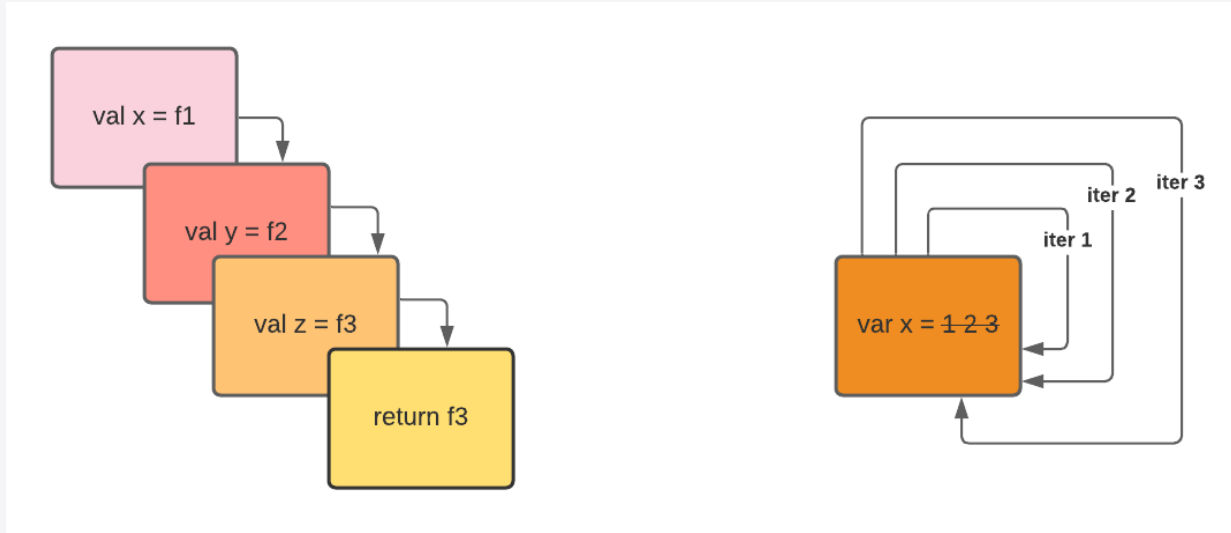 val x = f1
val y = f2
val z = f3
return f3
iter 3
iter 2
iter 1
var x = 1 2 3